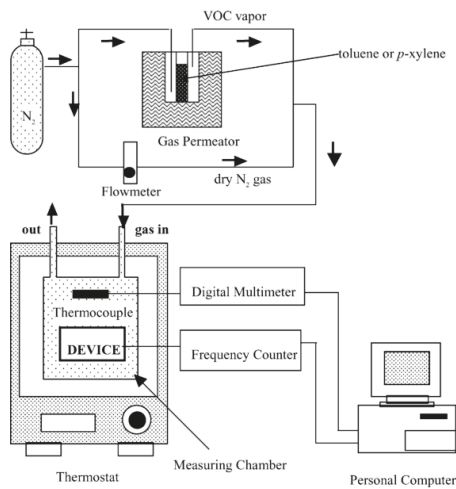 VOC vapor
toluene or p-xylene
N2
Gas Permeator
dry N2 gas
Flowmeter
out
gas in
Thermocouple
Digital Multimeter
DEVICE
Frequency Counter
Measuring Chamber
Thermostat
Personal Computer